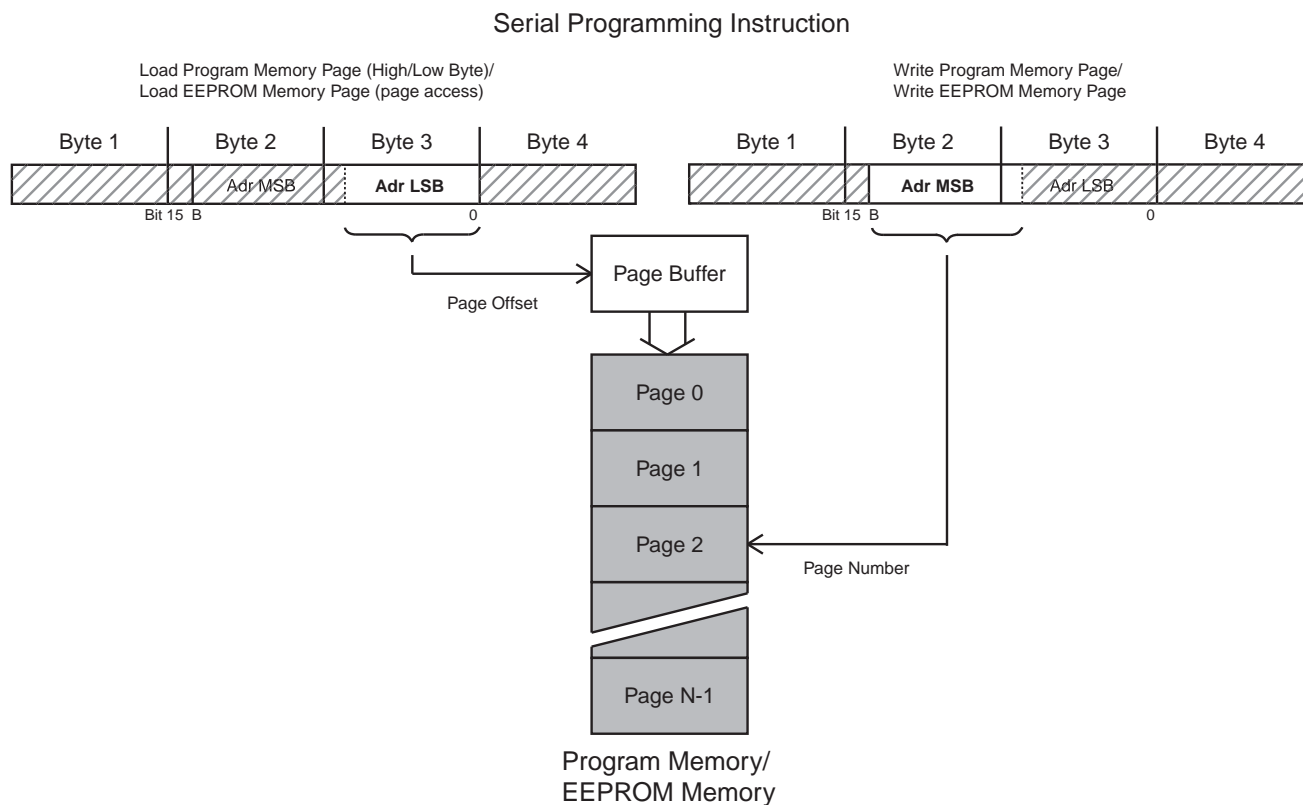 Serial Programming Instruction
Load Program Memory Page (High/Low Byte)/
Load EEPROM Memory Page (page access)
Byte 1 Byte 2 Byte 3 Byte 4
Adr MSB Adr LSB
Bit 15 B 0
Write Program Memory Page/
Write EEPROM Memory Page
Byte 1 Byte 2 Byte 3 Byte 4
Adr MSB Adr LSB
Bit 15 B 0
Page Buffer
Page Offset
Page 0
Page 1
Page 2
Page Number
Page N-1
Program Memory/
EEPROM Memory